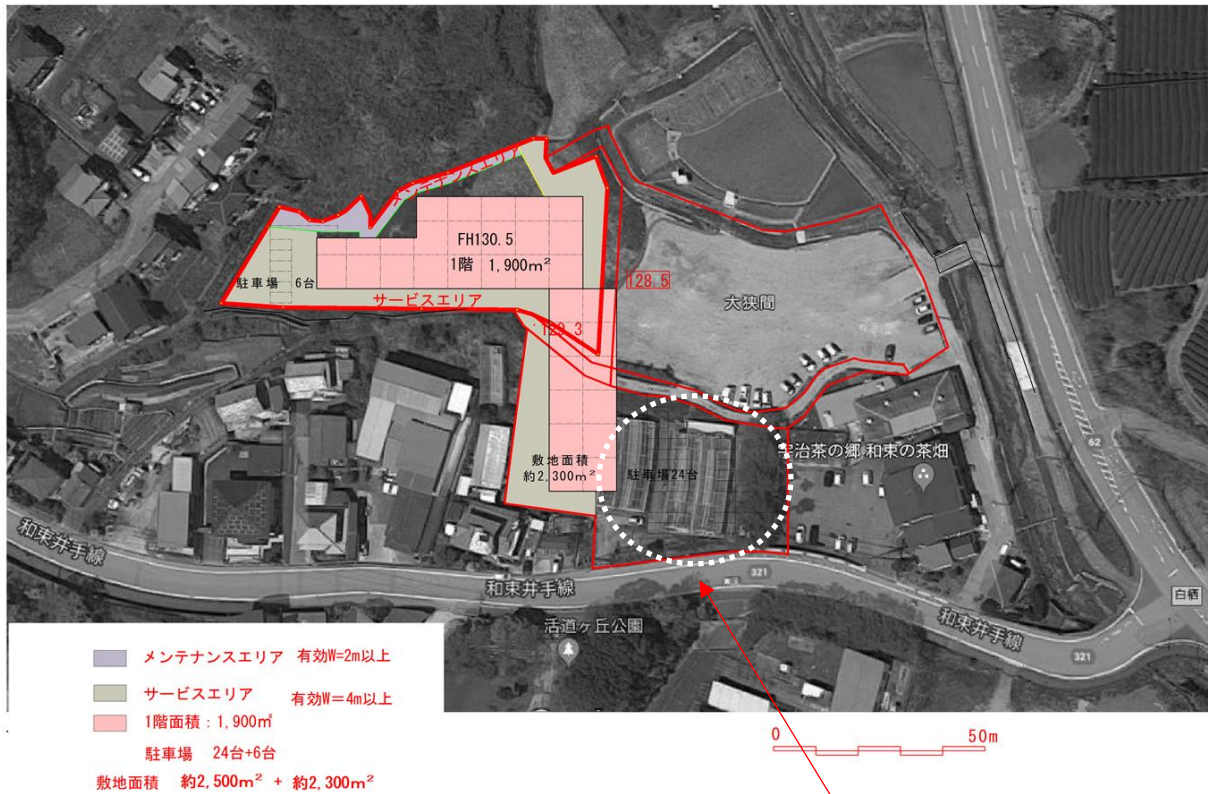 メンテナンスエリア
FH130.5
1階 1,900m²
駐車場 6台
サービスエリア
128.5
大狭間
敷地面積
約2,300m²
駐車場24台
宇治茶の郷 和束の茶畑
62
和束井手線
和束井手線
321
和束井手線
321
白栖
活道ヶ丘公園
メンテナンスエリア 有効W=2m以上
サービスエリア 有効W=4m以上
1階面積：1,900㎡
駐車場 24台+6台
敷地面積 約2,500m² + 約2,300m²
0 50m